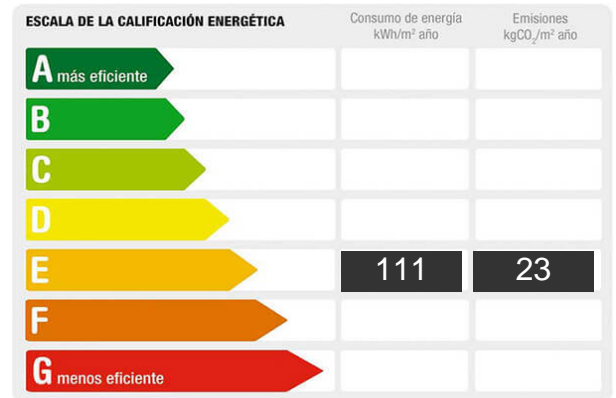 ESCALA DE LA CALIFICACIÓN ENERGÉTICA
Consumo de energía
kWh/m² año
Emisiones
kgCO₂/m² año
A más eficiente
B
C
D
E 111 23
F
G menos eficiente